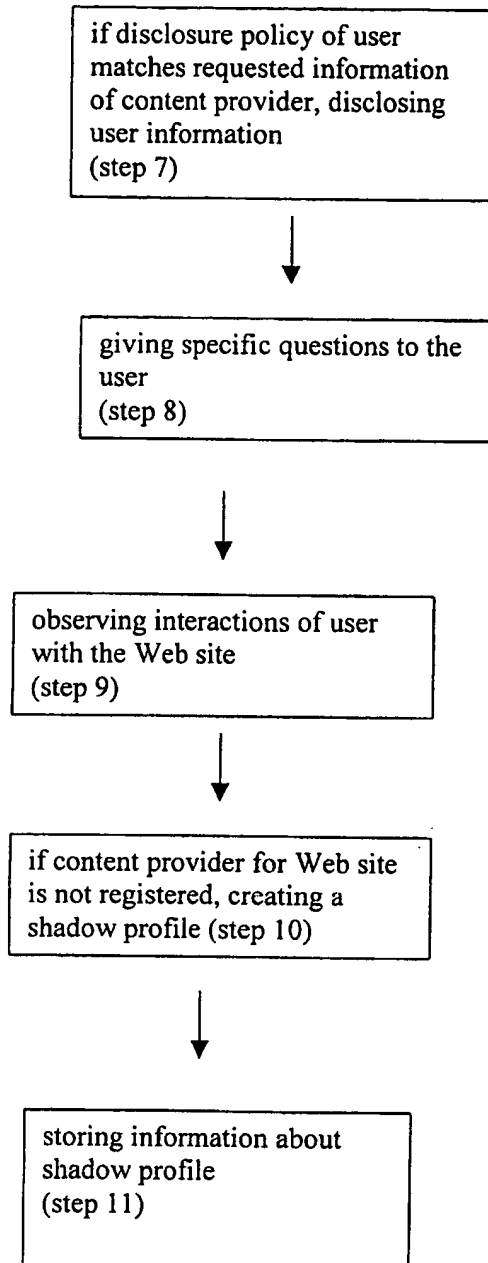 if disclosure policy of user
matches requested information
of content provider, disclosing
user information
(step 7)
giving specific questions to the
user
(step 8)
observing interactions of user
with the Web site
(step 9)
if content provider for Web site
is not registered, creating a
shadow profile (step 10)
storing information about
shadow profile
(step 11)